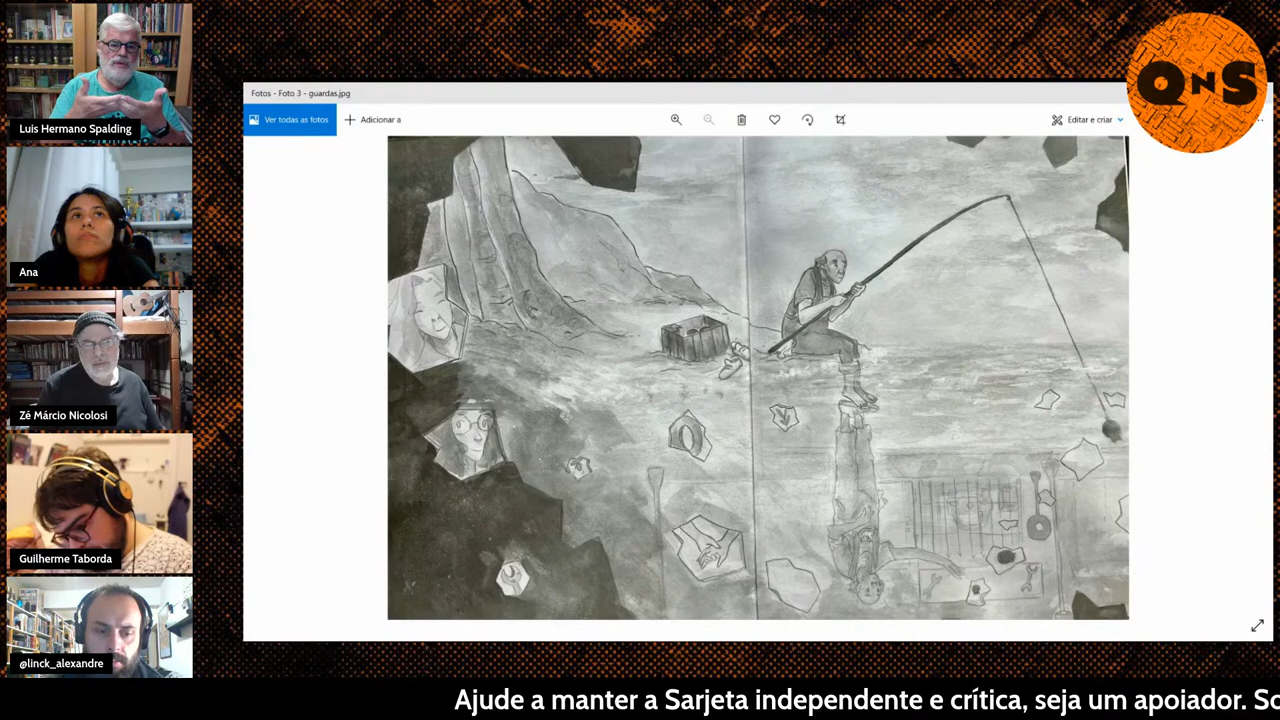 Luis Hermano Spalding
Ana
Zé Márcio Nicolosi
Guilherme Taborda
@linck_alexandre
Fotos - Foto 3 - guardas.jpg
Ver todas as fotos
Adicionar a
Editar e criar
QNS
Ajude a manter a Sarjeta independente e crítica, seja um apoiador. So